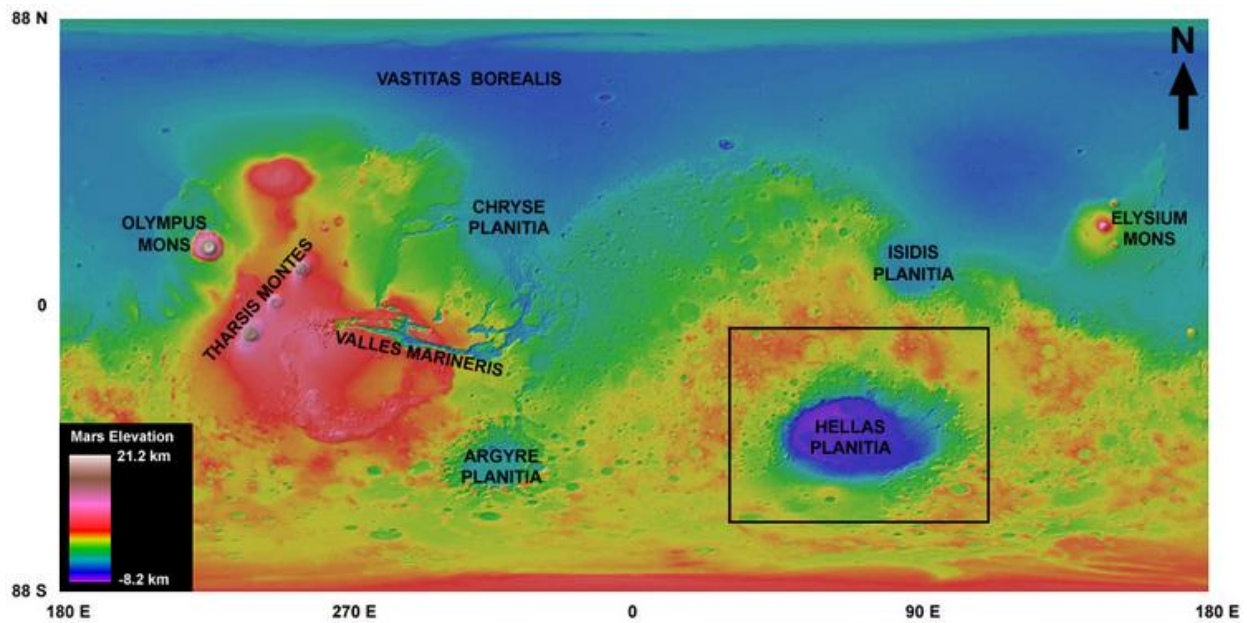 88 N
N
VASTITAS BOREALIS
OLYMPUS
MONS
CHRYSE
PLANITIA
ELYSIUM
MONS
ISIDIS
PLANITIA
THARSIS MONTES
0
VALLES MARINERIS
HELLAS
PLANITIA
ARGYRE
PLANITIA
Mars Elevation
21.2 km
-8.2 km
88 S
180 E
270 E
0
90 E
180 E